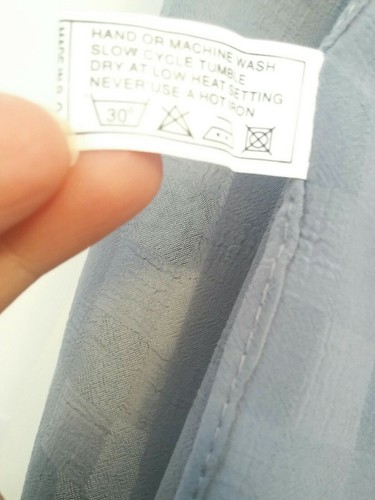 HAND OR MACHINE WASH
SLOW CYCLE TUMBLE
DRY AT LOW HEAT SETTING
NEVER USE A HOT IRON
30°